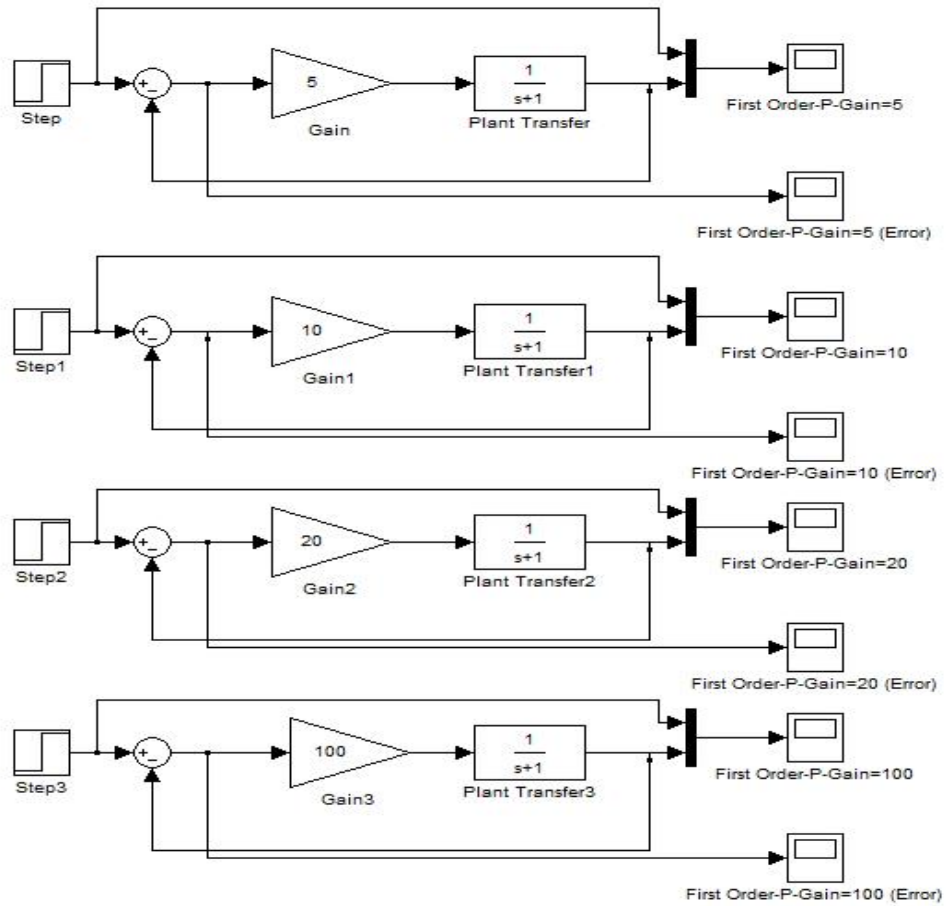 5
1
s+1
First Order-P-Gain=5
Step
Gain
Plant Transfer
First Order-P-Gain=5 (Error)
10
1
s+1
First Order-P-Gain=10
Step1
Gain1
Plant Transfer1
First Order-P-Gain=10 (Error)
20
1
s+1
First Order-P-Gain=20
Step2
Gain2
Plant Transfer2
First Order-P-Gain=20 (Error)
100
1
s+1
First Order-P-Gain=100
Step3
Gain3
Plant Transfer3
First Order-P-Gain=100 (Error)